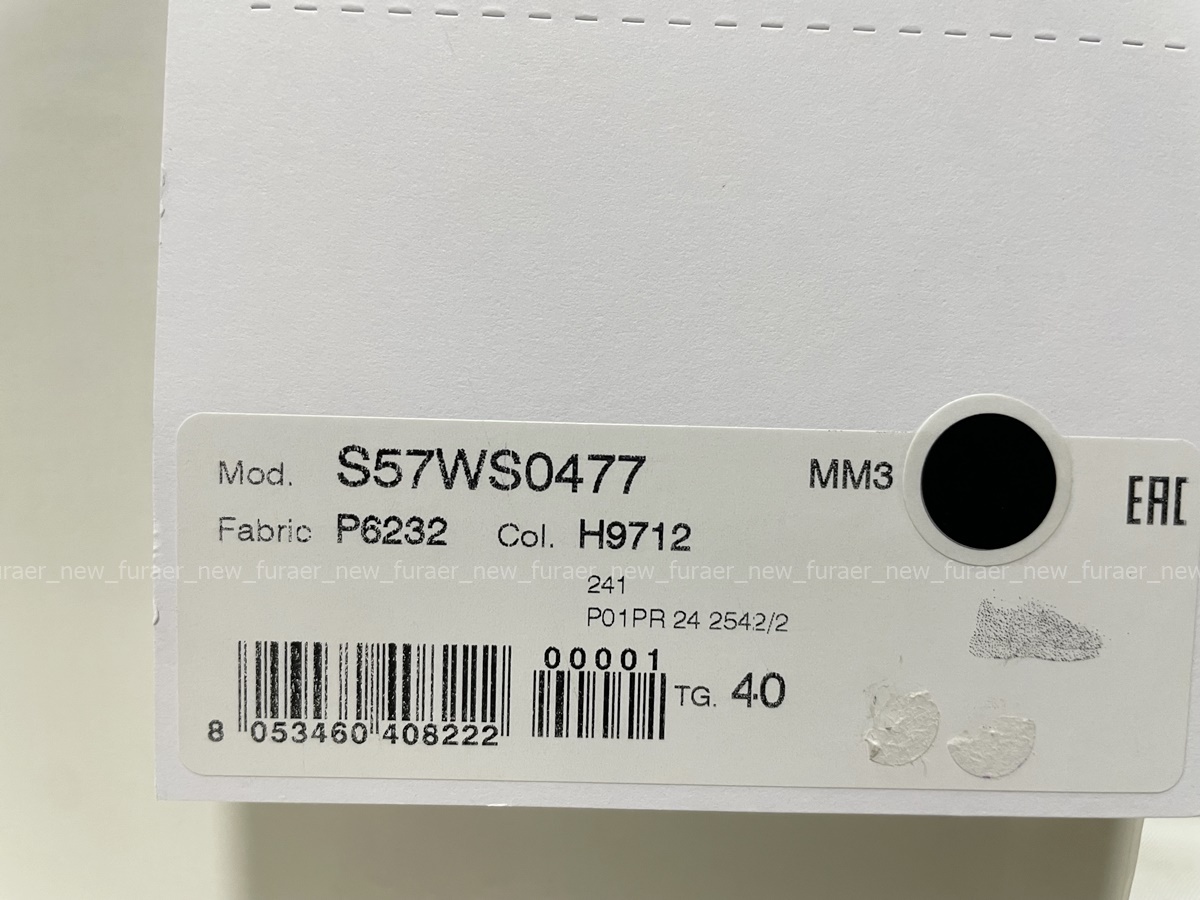 Mod. S57WS0477 MM3 EAC
Fabric P6232 Col. H9712
furaer_new_furaer_new_furaer_new_furaer_new_furaer_new_furaer_new_furaer_new_furaer_new_furaer_new
241
P01PR 24 2542/2
00001
TG. 40
8 053460 408222